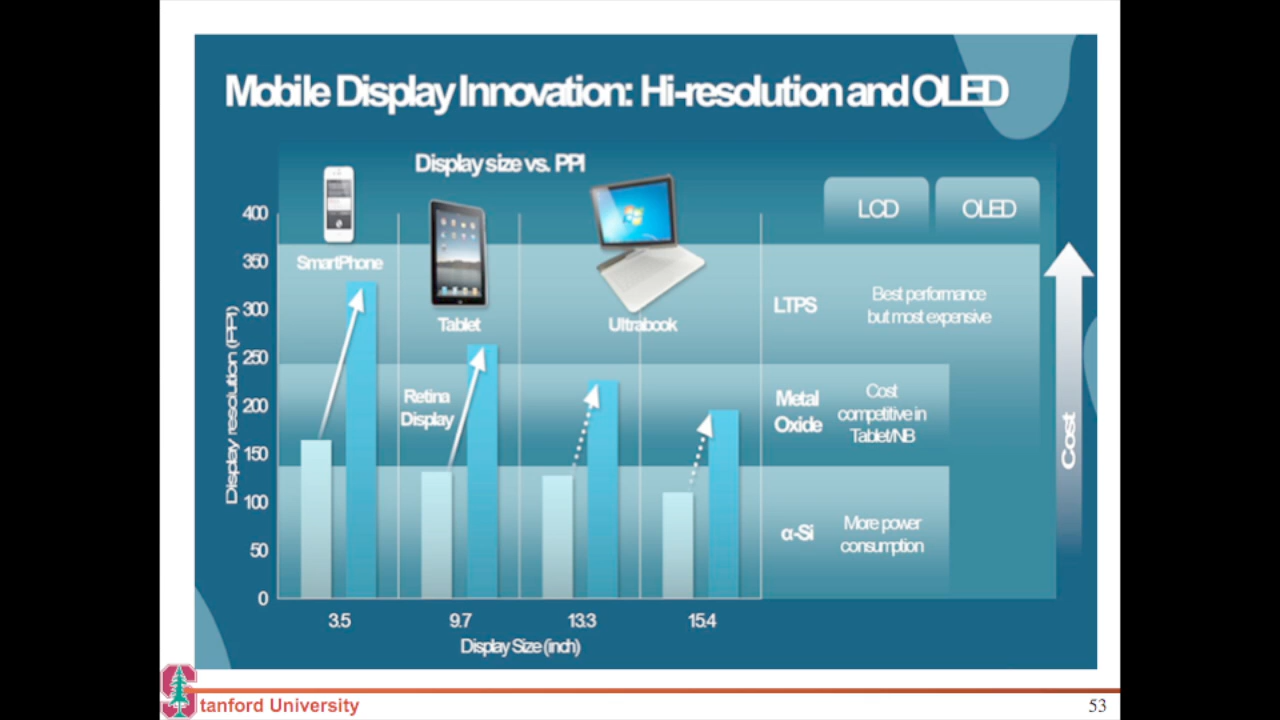 Mobile Display Innovation: Hi-resolution and OLED
Display size vs. PPI
LCD
OLED
400
350
300
250
200
150
100
50
0
Display resolution (PPI)
SmartPhone
Tablet
Ultrabook
Retina
Display
LTPS
Best performance
but most expensive
Metal
Oxide
Cost
competitive in
Tablet/NB
α-Si
More power
consumption
Cost
3.5
9.7
13.3
15.4
Display Size (inch)
Stanford University
53